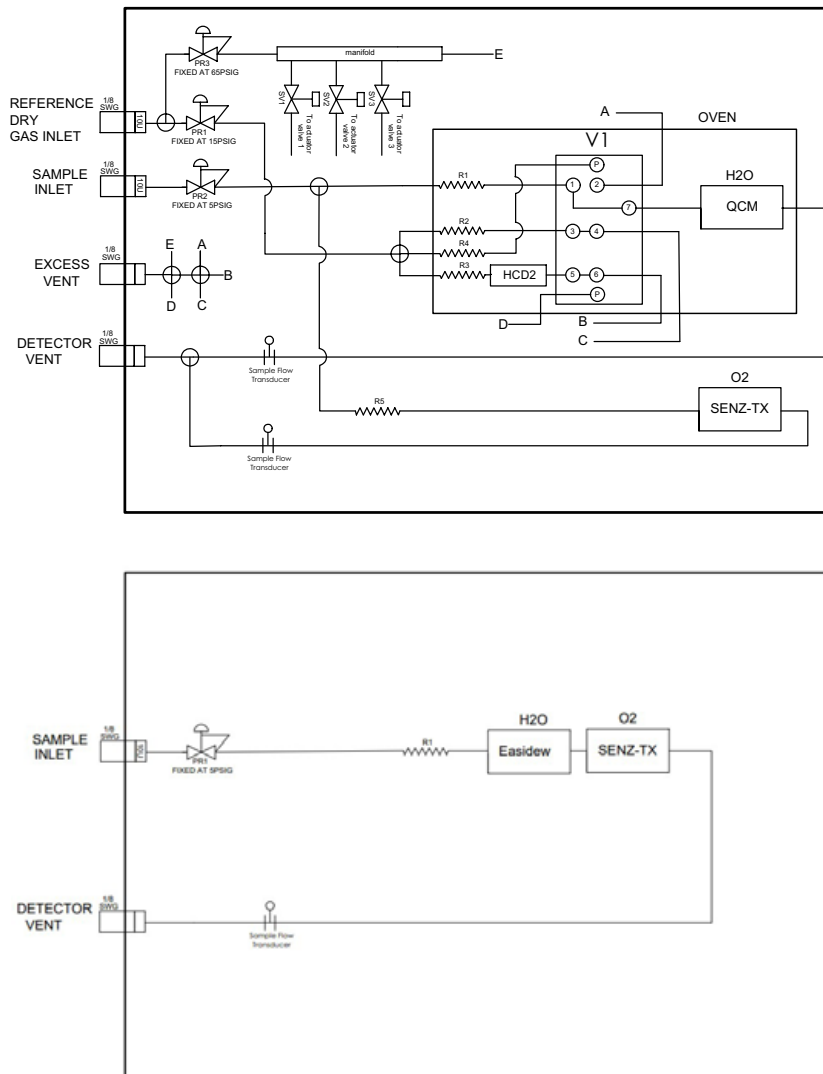 PR3
FIXED AT 65PSIG
manifold
E
SV1
To actuator
valve 1
SV2
To actuator
valve 2
SV3
To actuator
valve 3
REFERENCE
DRY
GAS INLET
1/8
SWG
10U
PR1
FIXED AT 15PSIG
SAMPLE
INLET
1/8
SWG
10U
PR2
FIXED AT 5PSIG
A
OVEN
V1
P
R1
1
2
H2O
QCM
7
R2
3
4
R4
R3
HCD2
5
6
P
D
B
C
EXCESS
VENT
1/8
SWG
E
A
B
D
C
DETECTOR
VENT
1/8
SWG
Sample Flow
Transducer
R5
O2
SENZ-TX
Sample Flow
Transducer
SAMPLE
INLET
1/8
SWG
10U
PR1
FIXED AT 5PSIG
R1
H2O
Easidew
O2
SENZ-TX
DETECTOR
VENT
1/8
SWG
Sample Flow
Transducer